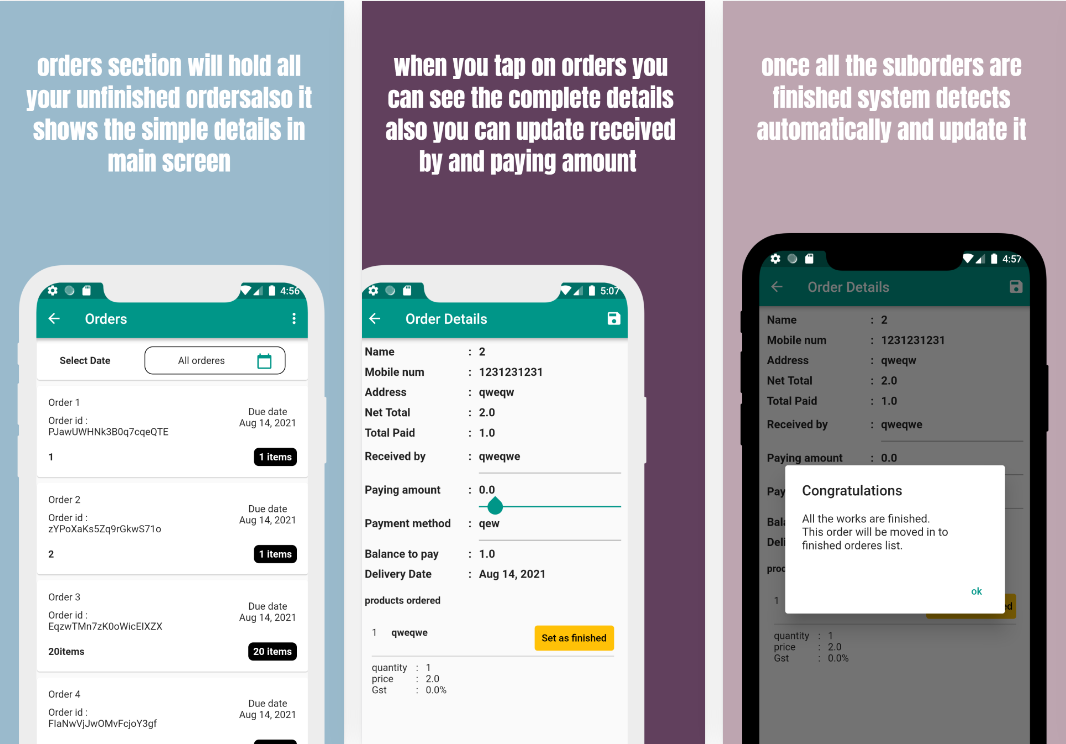 orders section will hold all
your unfinished ordersalso it
shows the simple details in
main screen
4:56
Orders
Select Date
All orderes
Order 1
Order id :
PJawUWHNk3B0q7cqeQTE
Due date
Aug 14, 2021
1
1 items
Order 2
Order id :
zYPoXaKs5Zq9rGkwS71o
Due date
Aug 14, 2021
2
1 items
Order 3
Order id :
EqzwTMn7zK0oWicEIXZX
Due date
Aug 14, 2021
20items
20 items
Order 4
Order id :
FIaNwVjJwOMvFcjoY3gf
Due date
Aug 14, 2021
when you tap on orders you
can see the complete details
also you can update received
by and paying amount
5:07
Order Details
Name : 2
Mobile num : 1231231231
Address : qweqw
Net Total : 2.0
Total Paid : 1.0
Received by : qweqwe
Paying amount : 0.0
Payment method : qew
Balance to pay : 1.0
Delivery Date : Aug 14, 2021
products ordered
1 qweqwe
Set as finished
quantity : 1
price : 2.0
Gst : 0.0%
once all the suborders are
finished system detects
automatically and update it
4:57
Order Details
Name : 2
Mobile num : 1231231231
Address : qweqw
Net Total : 2.0
Total Paid : 1.0
Received by : qweqwe
Paying amount : 0.0
Pay
Bala
Deli
prod
1
ed
Congratulations
All the works are finished.
This order will be moved in to
finished orderes list.
ok
quantity : 1
price : 2.0
Gst : 0.0%